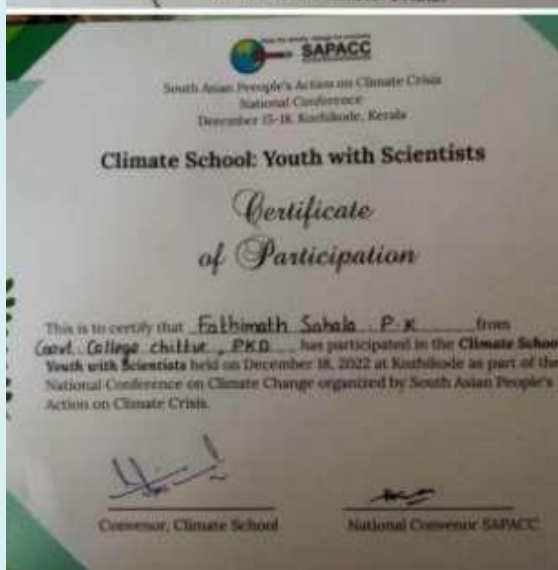 SAPACC
South Asian People's Action on Climate Crisis
National Conference
December 15-18, Kozhikode, Kerala
Climate School: Youth with Scientists
Certificate
of Participation
This is to certify that Fathimath Sahala P.K from
Govt. College chittur, PKD has participated in the Climate School
Youth with Scientists held on December 18, 2022 at Kozhikode as part of the
National Conference on Climate Change organized by South Asian People's
Action on Climate Crisis.
Convenor, Climate School National Convenor SAPACC